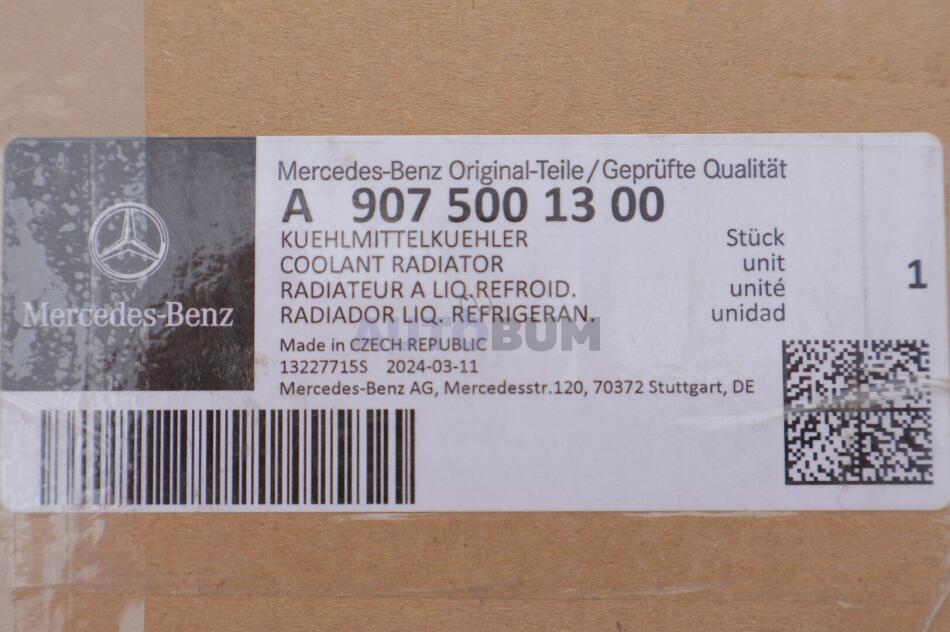 Mercedes-Benz Original-Teile/Geprüfte Qualität
A 907 500 13 00
KUEHLMITTELKUEHLER Stück
COOLANT RADIATOR unit
RADIATEUR A LIQ.REFROID. unité
RADIADOR LIQ. REFRIGERAN. unidad
1
Mercedes-Benz
AUTOBUM
Made in CZECH REPUBLIC
13227715S 2024-03-11
Mercedes-Benz AG, Mercedesstr.120, 70372 Stuttgart, DE